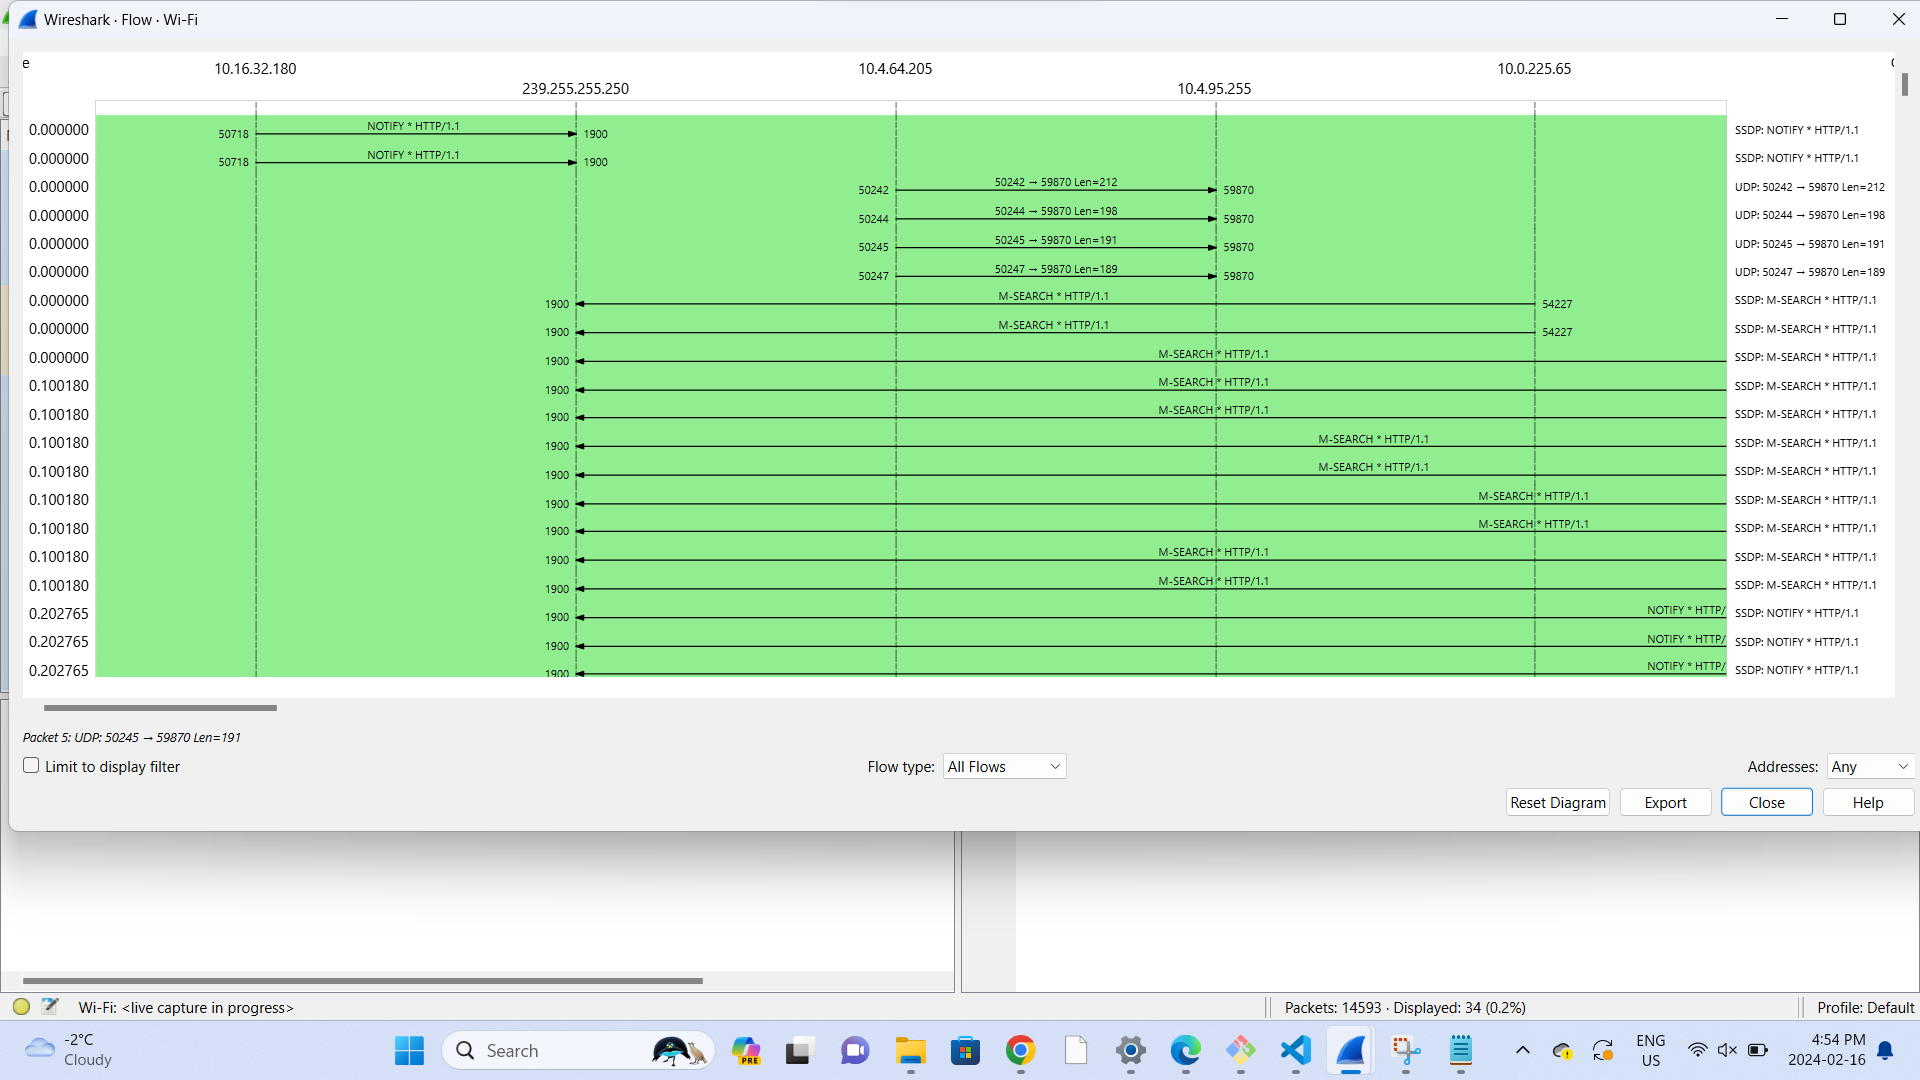 Wireshark · Flow · Wi-Fi
e
10.16.32.180 10.4.64.205 10.0.225.65
239.255.255.250 10.4.95.255
0.000000 50718 NOTIFY * HTTP/1.1 1900 SSDP: NOTIFY * HTTP/1.1
0.000000 50718 NOTIFY * HTTP/1.1 1900 SSDP: NOTIFY * HTTP/1.1
0.000000 50242 50242 → 59870 Len=212 59870 UDP: 50242 → 59870 Len=212
0.000000 50244 50244 → 59870 Len=198 59870 UDP: 50244 → 59870 Len=198
0.000000 50245 50245 → 59870 Len=191 59870 UDP: 50245 → 59870 Len=191
0.000000 50247 50247 → 59870 Len=189 59870 UDP: 50247 → 59870 Len=189
0.000000 1900 M-SEARCH * HTTP/1.1 54227 SSDP: M-SEARCH * HTTP/1.1
0.000000 1900 M-SEARCH * HTTP/1.1 54227 SSDP: M-SEARCH * HTTP/1.1
0.000000 1900 M-SEARCH * HTTP/1.1 SSDP: M-SEARCH * HTTP/1.1
0.100180 1900 M-SEARCH * HTTP/1.1 SSDP: M-SEARCH * HTTP/1.1
0.100180 1900 M-SEARCH * HTTP/1.1 SSDP: M-SEARCH * HTTP/1.1
0.100180 1900 M-SEARCH * HTTP/1.1 SSDP: M-SEARCH * HTTP/1.1
0.100180 1900 M-SEARCH * HTTP/1.1 SSDP: M-SEARCH * HTTP/1.1
0.100180 1900 M-SEARCH * HTTP/1.1 SSDP: M-SEARCH * HTTP/1.1
0.100180 1900 M-SEARCH * HTTP/1.1 SSDP: M-SEARCH * HTTP/1.1
0.100180 1900 M-SEARCH * HTTP/1.1 SSDP: M-SEARCH * HTTP/1.1
0.100180 1900 M-SEARCH * HTTP/1.1 SSDP: M-SEARCH * HTTP/1.1
0.202765 1900 NOTIFY * HTTP/ SSDP: NOTIFY * HTTP/1.1
0.202765 1900 NOTIFY * HTTP/ SSDP: NOTIFY * HTTP/1.1
0.202765 1900 NOTIFY * HTTP/ SSDP: NOTIFY * HTTP/1.1
Packet 5: UDP: 50245 → 59870 Len=191
Limit to display filter Flow type: All Flows Addresses: Any
Reset Diagram Export Close Help
Wi-Fi: <live capture in progress> Packets: 14593 · Displayed: 34 (0.2%) Profile: Default
-2°C
Cloudy
Search
PRE
ENG
US
4:54 PM
2024-02-16